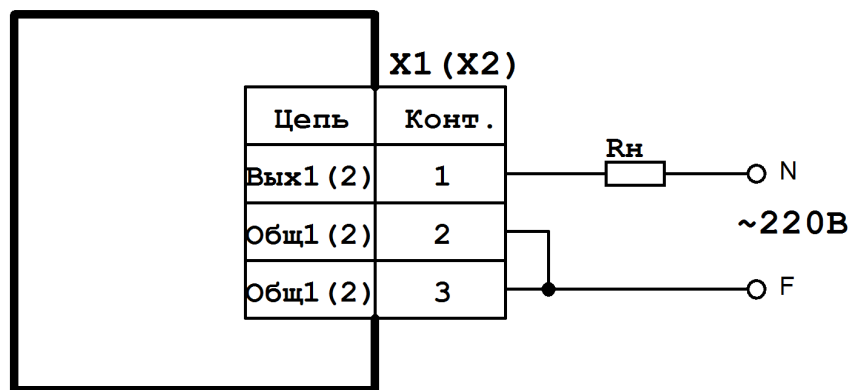 X1(X2)
Цепь Конт.
Rн
Вых1(2) 1
N
~220В
Общ1(2) 2
Общ1(2) 3
F